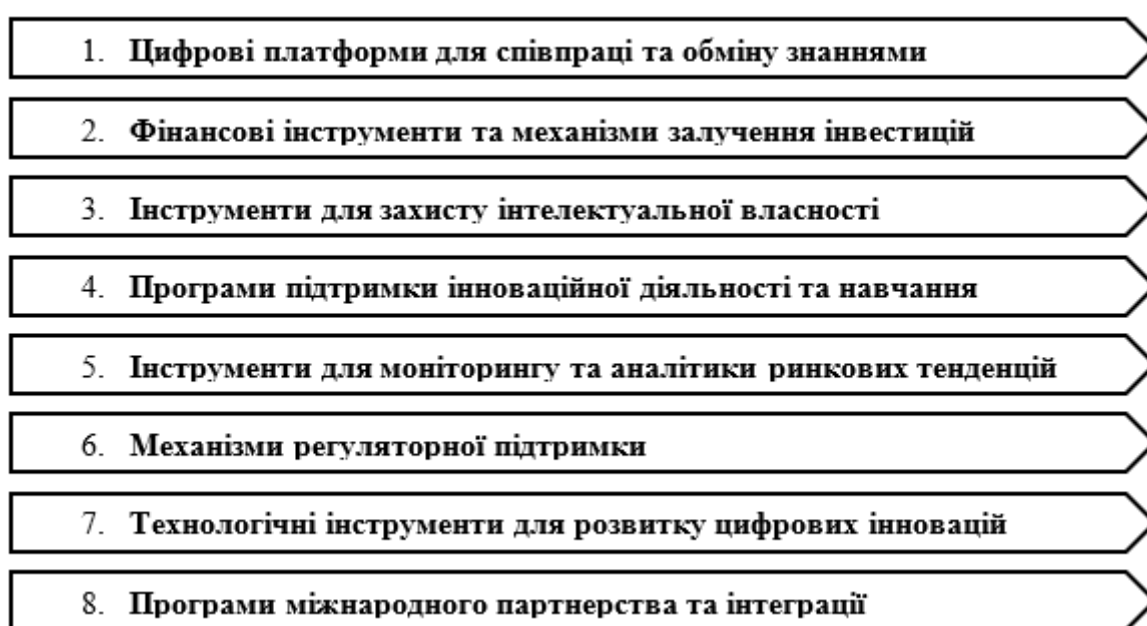 1. Цифрові платформи для співпраці та обміну знаннями
2. Фінансові інструменти та механізми залучення інвестицій
3. Інструменти для захисту інтелектуальної власності
4. Програми підтримки інноваційної діяльності та навчання
5. Інструменти для моніторингу та аналітики ринкових тенденцій
6. Механізми регуляторної підтримки
7. Технологічні інструменти для розвитку цифрових інновацій
8. Програми міжнародного партнерства та інтеграції